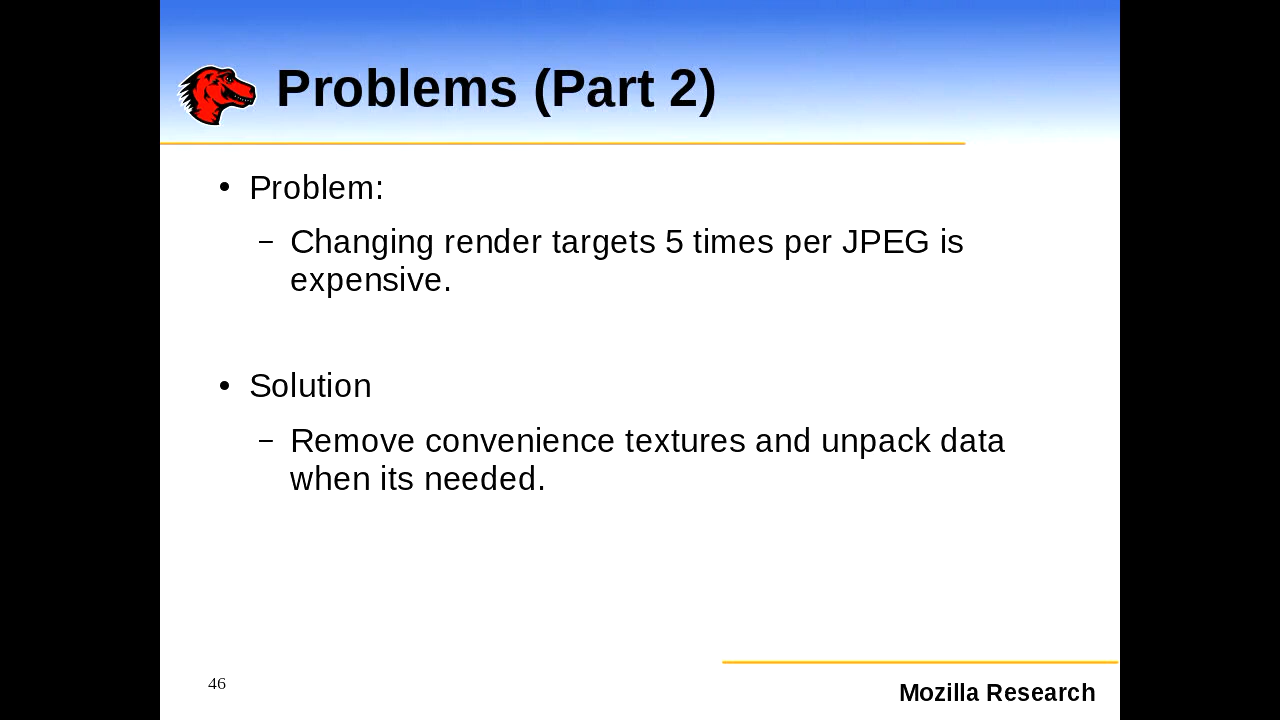 Problems (Part 2)
• Problem:
– Changing render targets 5 times per JPEG is
expensive.
• Solution
– Remove convenience textures and unpack data
when its needed.
46
Mozilla Research